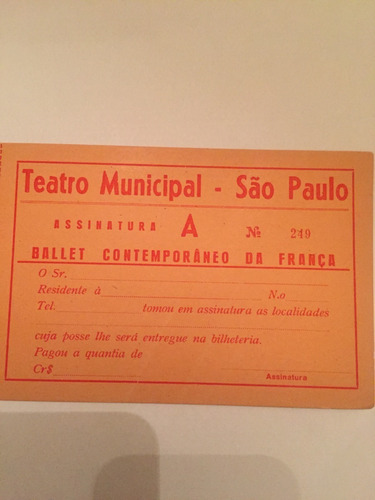 Teatro Municipal - São Paulo
ASSINATURA A № 249
BALLET CONTEMPORÂNEO DA FRANÇA
O Sr.
Residente à N.o
Tel. tomou em assinatura as localidades
cuja posse lhe será entregue na bilheteria.
Pagou a quantia de
Cr$ Assinatura